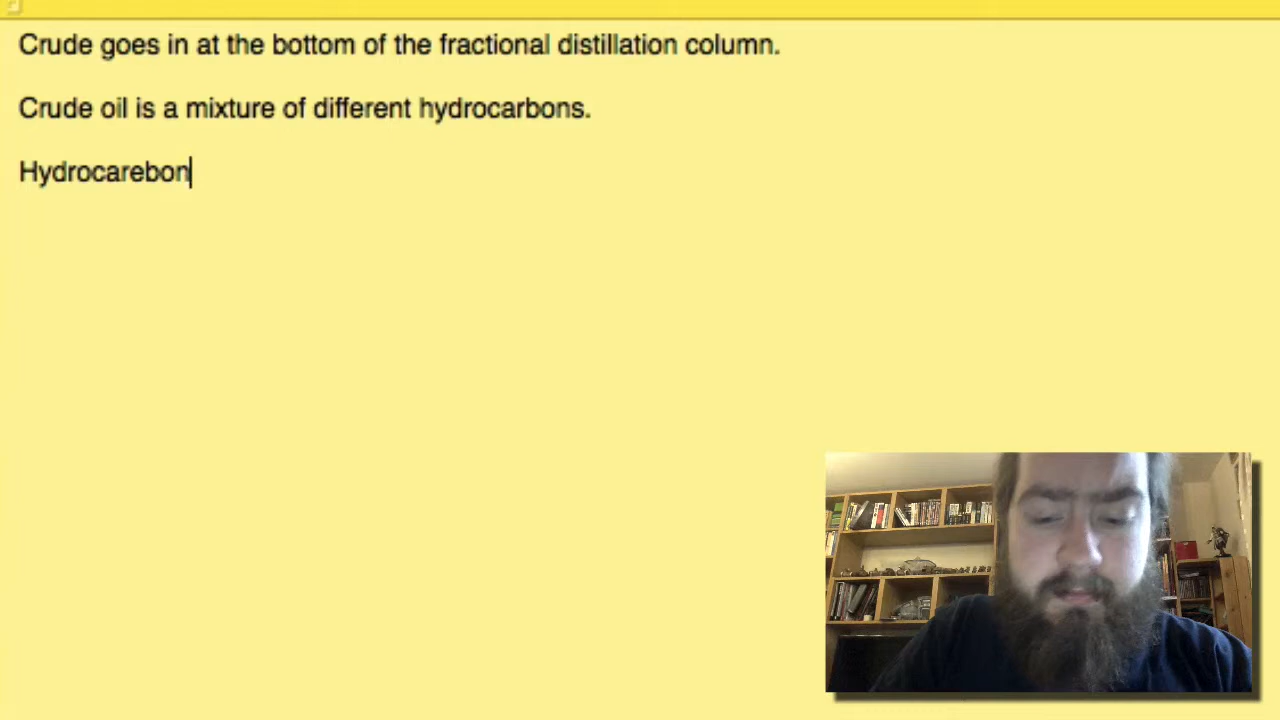 Crude goes in at the bottom of the fractional distillation column.
Crude oil is a mixture of different hydrocarbons.
Hydrocarebon